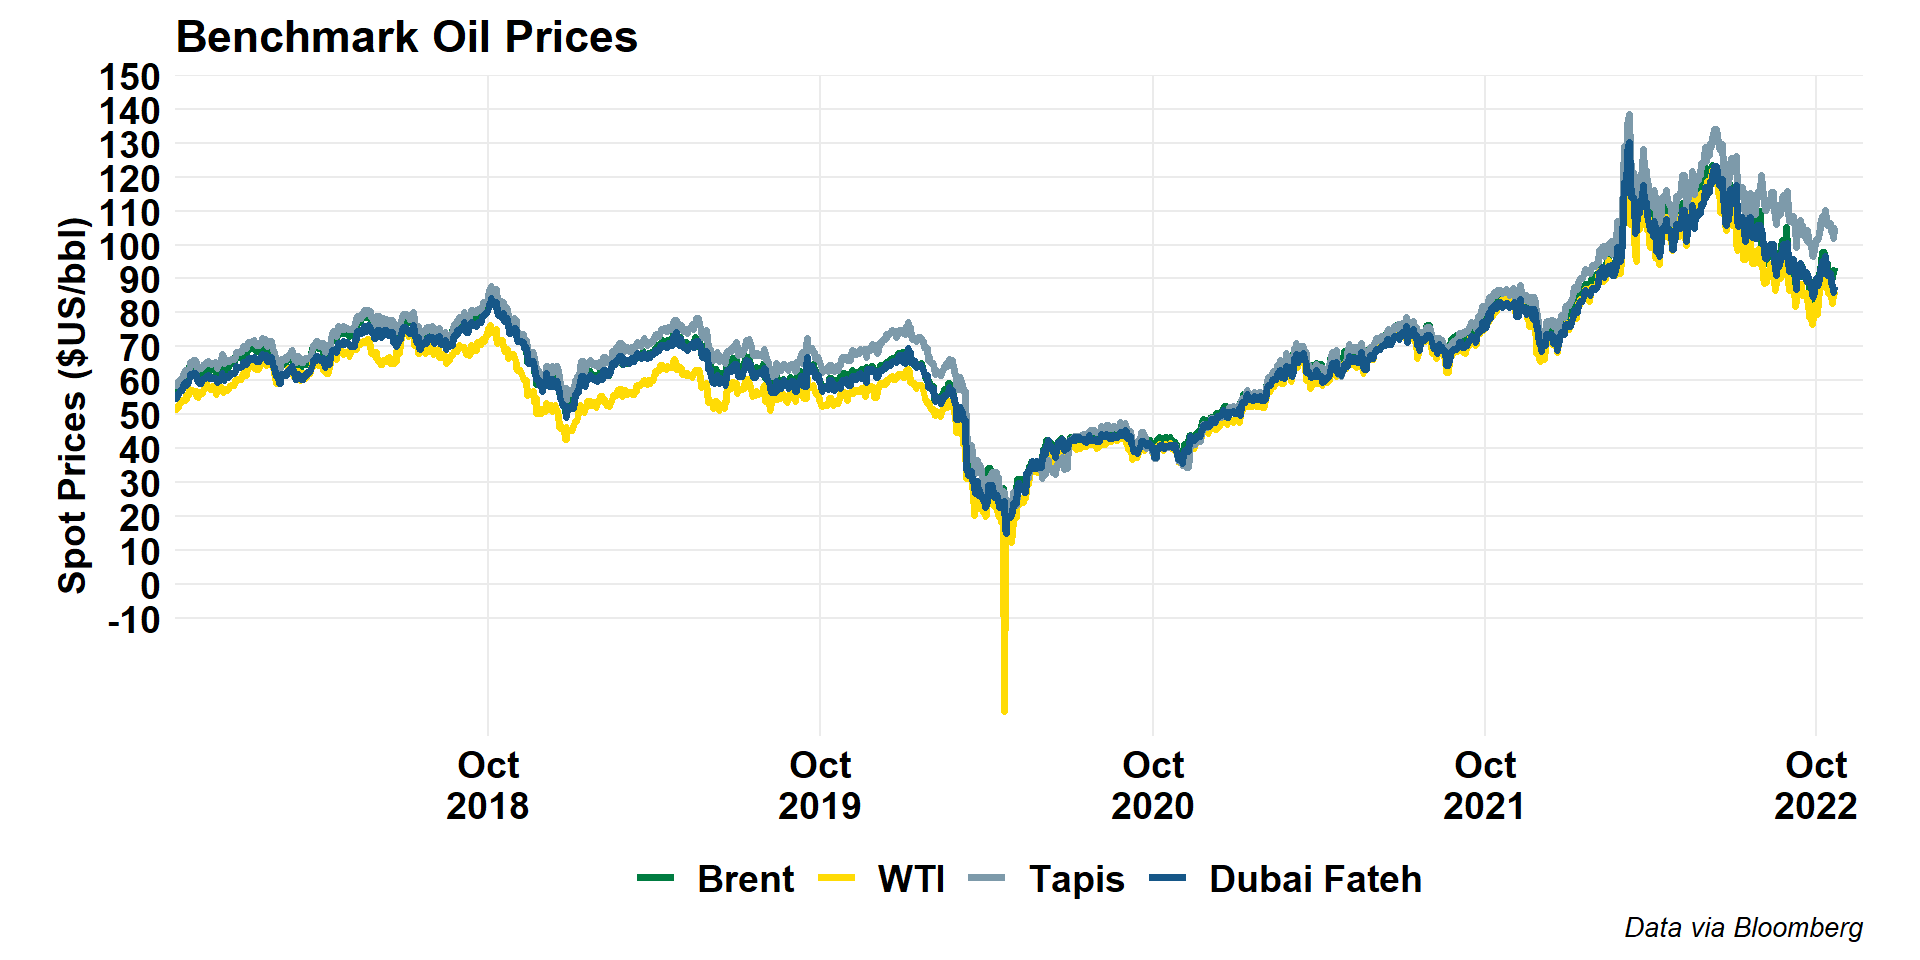 Benchmark Oil Prices
Spot Prices ($US/bbl)
150
140
130
120
110
100
90
80
70
60
50
40
30
20
10
0
-10
Oct 2018
Oct 2019
Oct 2020
Oct 2021
Oct 2022
Brent WTI Tapis Dubai Fateh
Data via Bloomberg